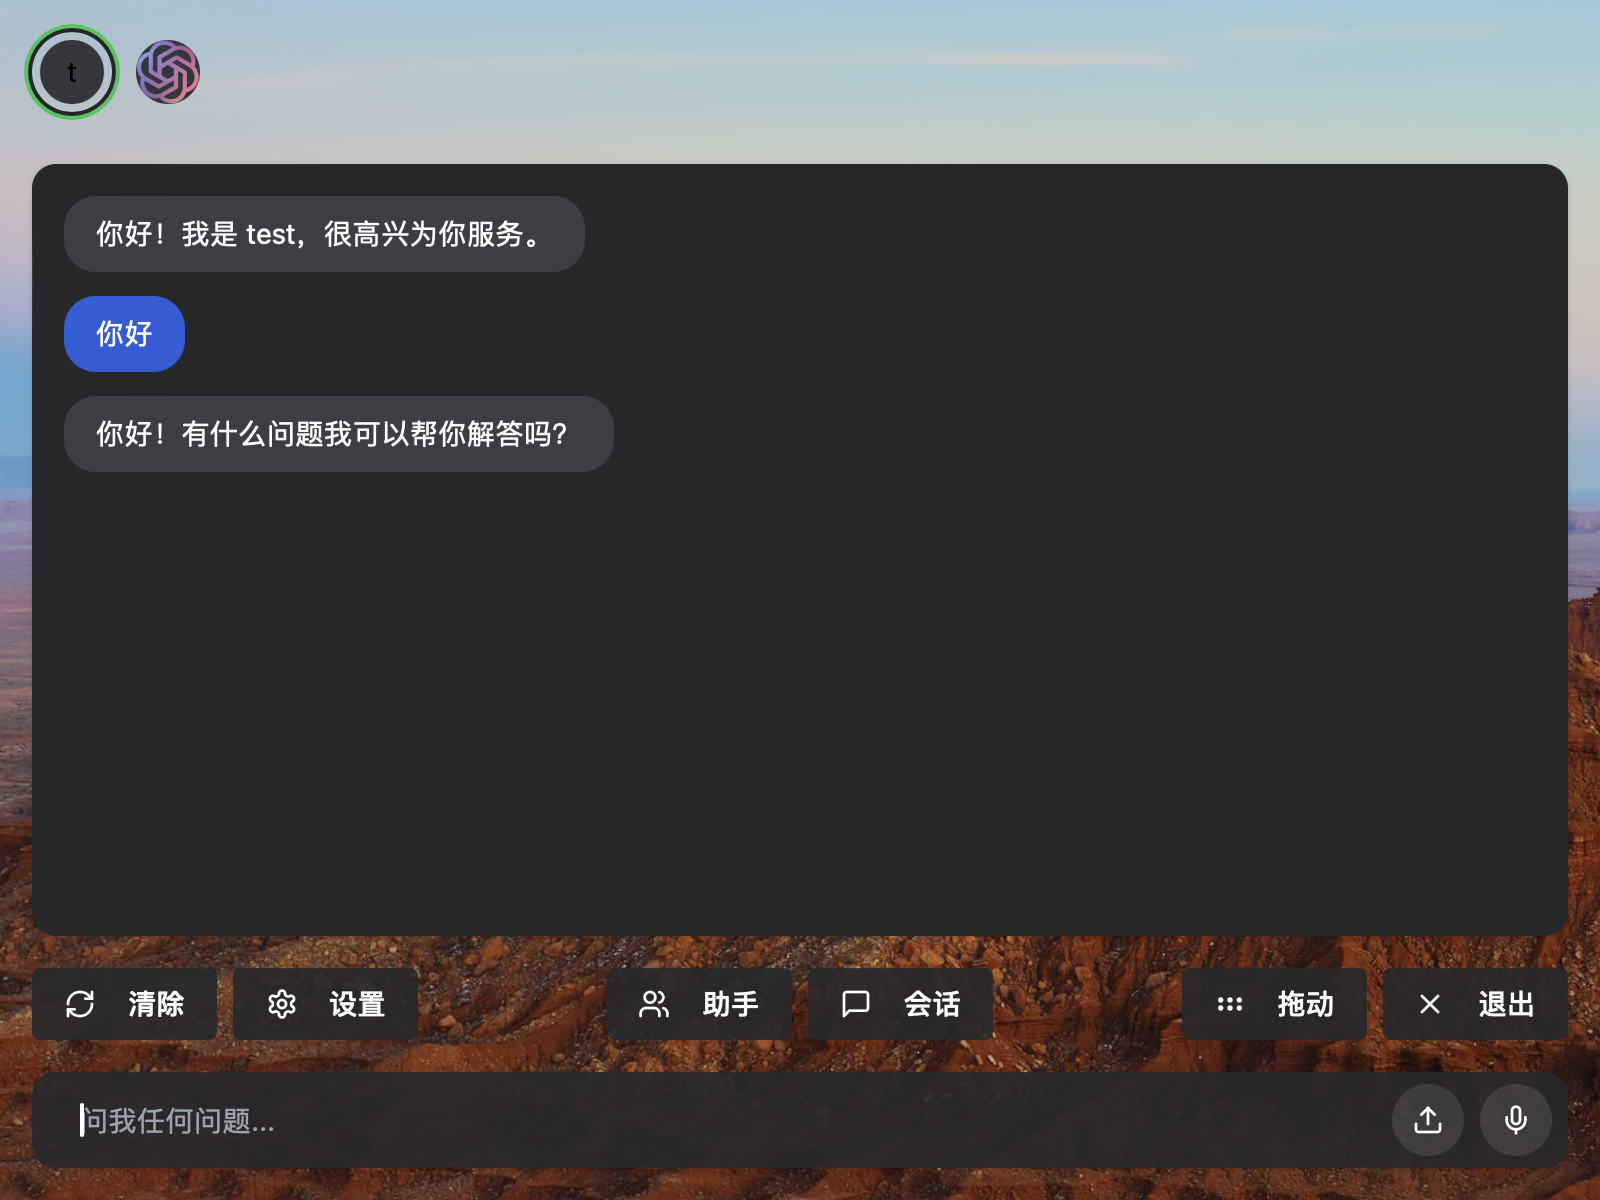 t
你好！我是 test，很高兴为你服务。
你好
你好！有什么问题我可以帮你解答吗？
清除
设置
助手
会话
拖动
退出
问我任何问题...